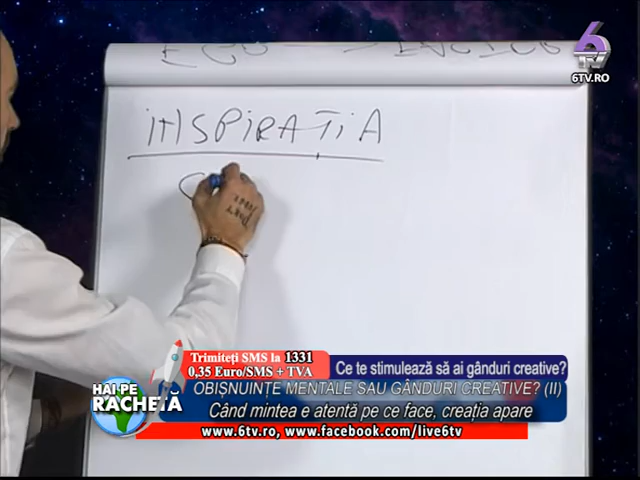 EGO
6TV
6TV.RO
INSPIRAȚIA
Trimiteți SMS la 1331
0,35 Euro/SMS + TVA
Ce te stimulează să ai gânduri creative?
HAI PE
RACHETĂ
OBIȘNUINȚE MENTALE SAU GÂNDURI CREATIVE? (II)
Când mintea e atentă pe ce face, creația apare
www.6tv.ro, www.facebook.com/live6tv